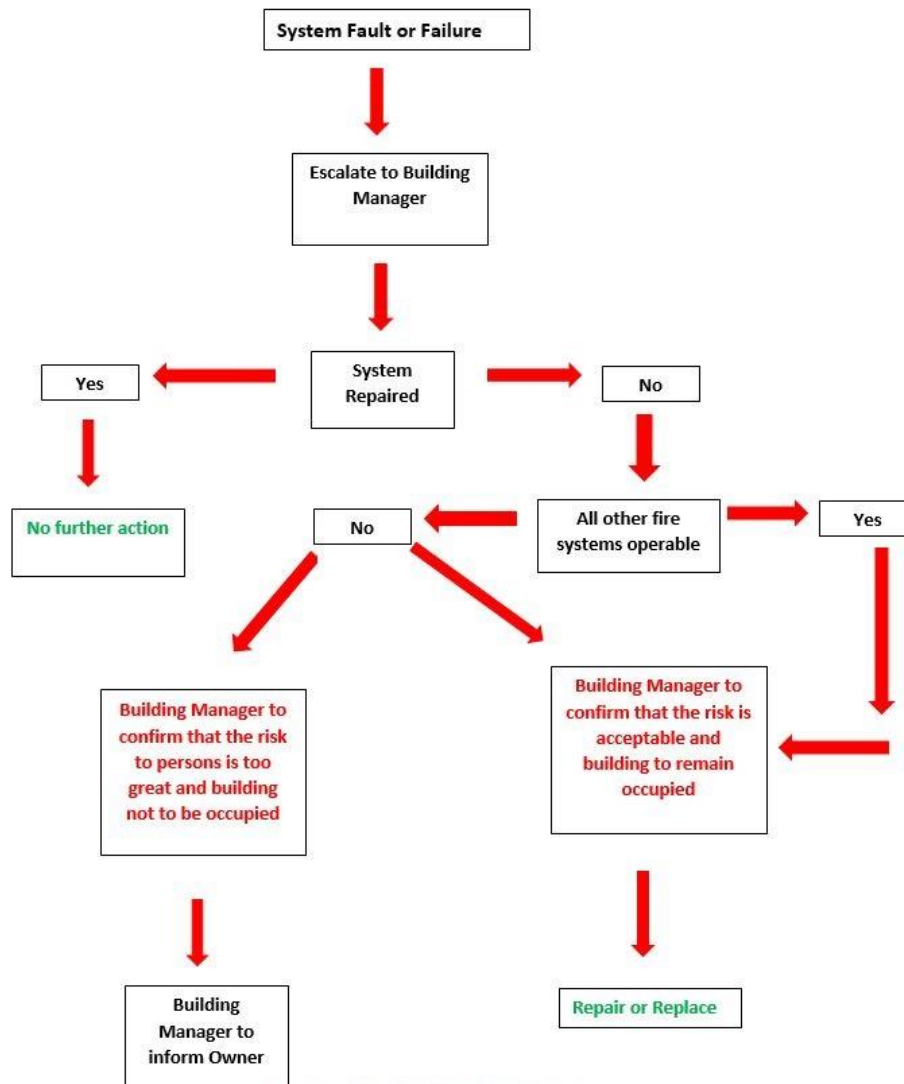 System Fault or Failure
Escalate to Building
Manager
System
Repaired
Yes
No
No further action
No
All other fire
systems operable
Yes
Building Manager to
confirm that the risk
to persons is too
great and building
not to be occupied
Building Manager to
confirm that the risk is
acceptable and
building to remain
occupied
Building
Manager to
inform Owner
Repair or Replace